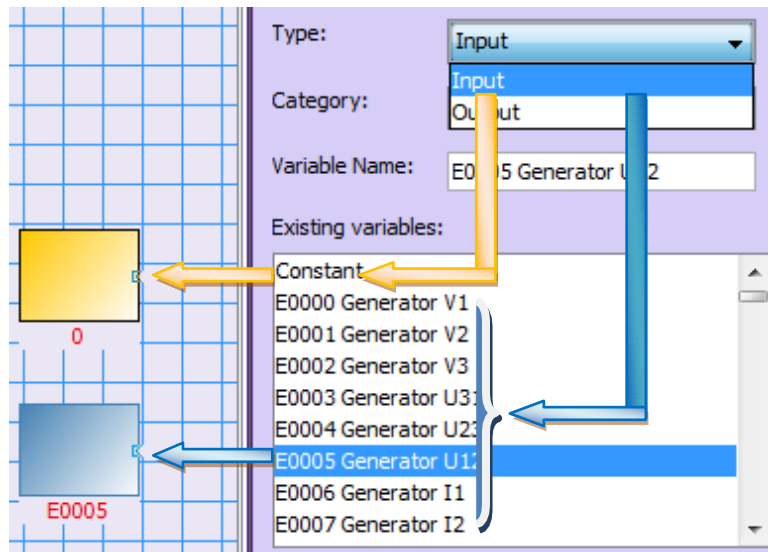 Type:
Input
Input
Output
Category:
Variable Name:
E0005 Generator U12
Existing variables:
Constant
E0000 Generator V1
E0001 Generator V2
E0002 Generator V3
E0003 Generator U31
E0004 Generator U23
E0005 Generator U12
E0006 Generator I1
E0007 Generator I2
0
E0005